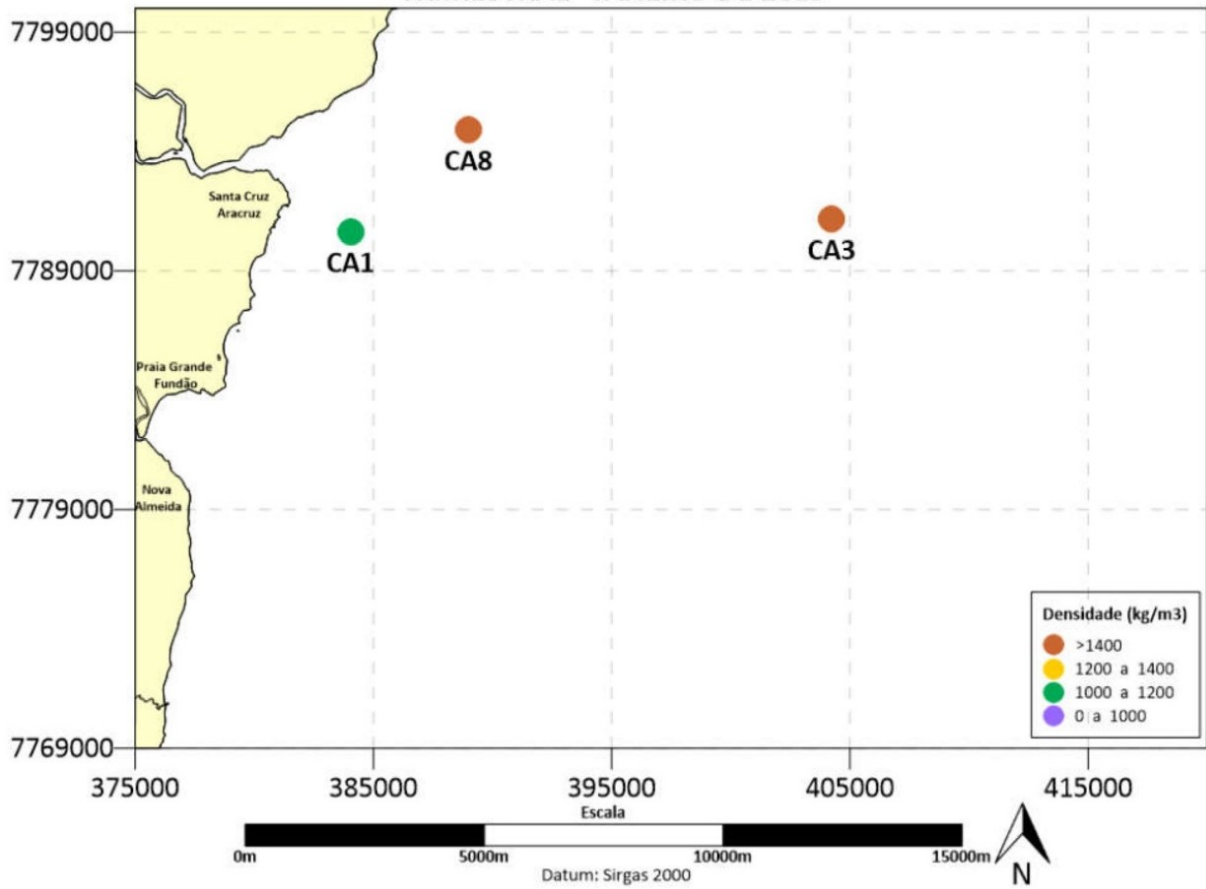 7799000
CA8
Santa Cruz
Aracruz
CA1
CA3
7789000
Praia Grande
Fundão
Nova
Almeida
7779000
Densidade (kg/m3)
>1400
1200 a 1400
1000 a 1200
0 a 1000
7769000
375000
385000
395000
405000
415000
Escala
0m
5000m
10000m
15000m
Datum: Sirgas 2000
N